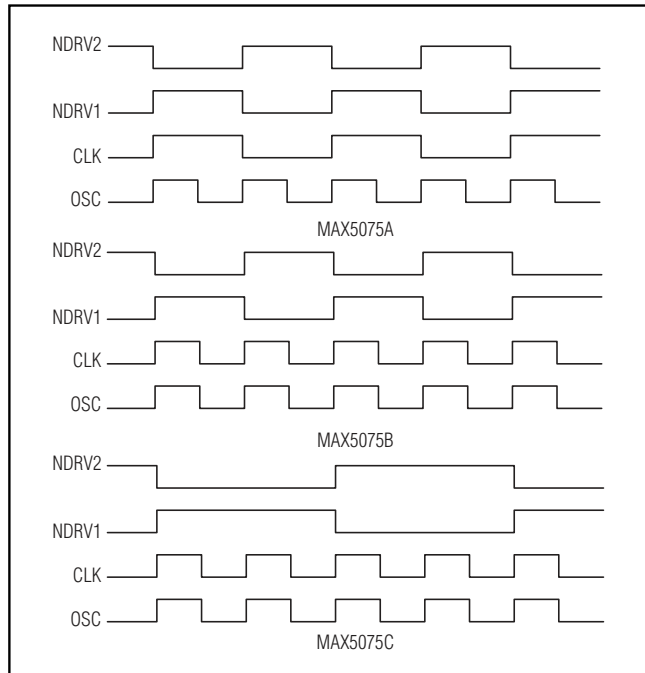 NDRV2
NDRV1
CLK
OSC
MAX5075A
NDRV2
NDRV1
CLK
OSC
MAX5075B
NDRV2
NDRV1
CLK
OSC
MAX5075C